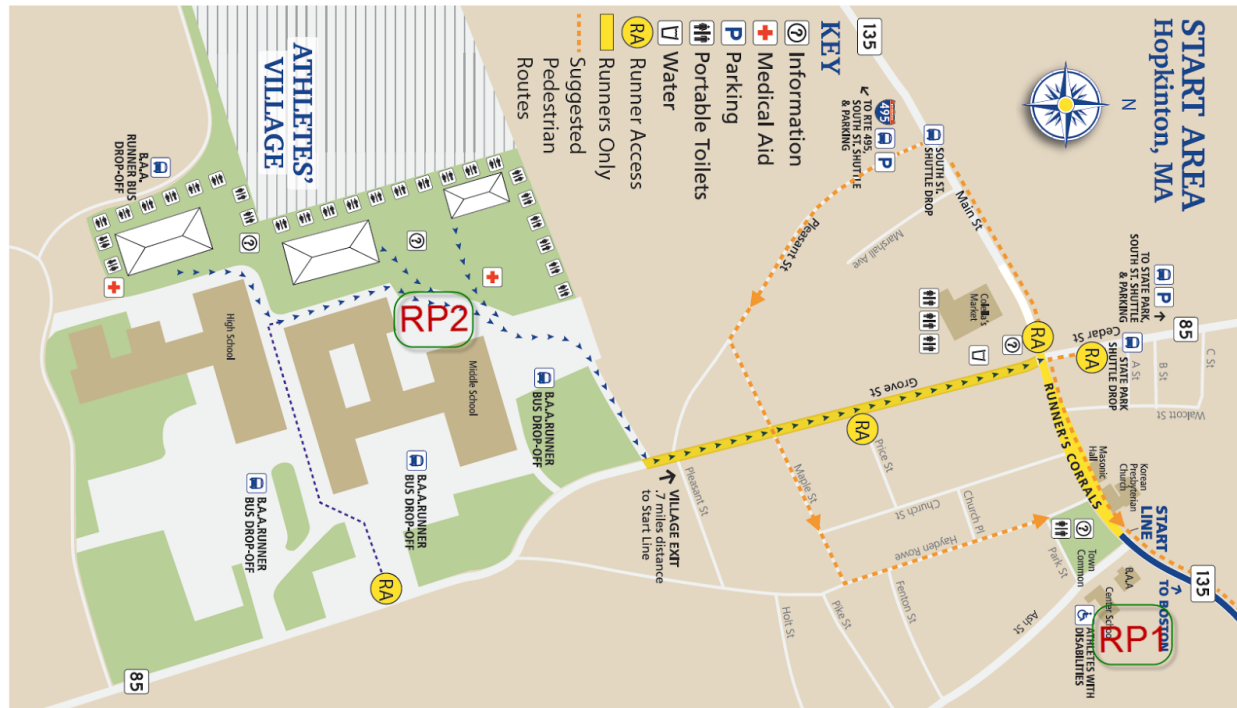 START AREA
Hopkinton, MA
N
KEY
Information
Medical Aid
Parking
Portable Toilets
Water
RA Runner Access
Runners Only
Suggested
Pedestrian
Routes
?
P
135
495
P
TO RTE 495,
SOUTH ST. SHUTTLE
& PARKING
SOUTH ST.
SHUTTLE DROP
Main St
Marshall Ave
Pleasant St
Colella's
Market
?
P
TO STATE PARK,
SOUTH ST. SHUTTLE
& PARKING
85
Cedar St
STATE PARK
SHUTTLE DROP
RA
RA
A St
B St
C St
Walcott St
RUNNER'S CORRALS
Grove St
RA
Price St
Masonic
Hall
Korean
Presbyterian
Church
START
LINE
135
TO BOSTON
?
Town
Common
B.A.A
Center School
RP1
ATHLETES WITH
DISABILITIES
Park St
Ash St
Church St
Church Pl
Hayden Rowe
Fenton St
Maple St
Pike St
Holt St
Pleasant St
VILLAGE EXIT
.7 miles distance
to Start Line
ATHLETES'
VILLAGE
B.A.A.
RUNNER BUS
DROP-OFF
?
?
RP2
High School
Middle School
B.A.A.RUNNER
BUS DROP-OFF
B.A.A.RUNNER
BUS DROP-OFF
B.A.A.RUNNER
BUS DROP-OFF
RA
85